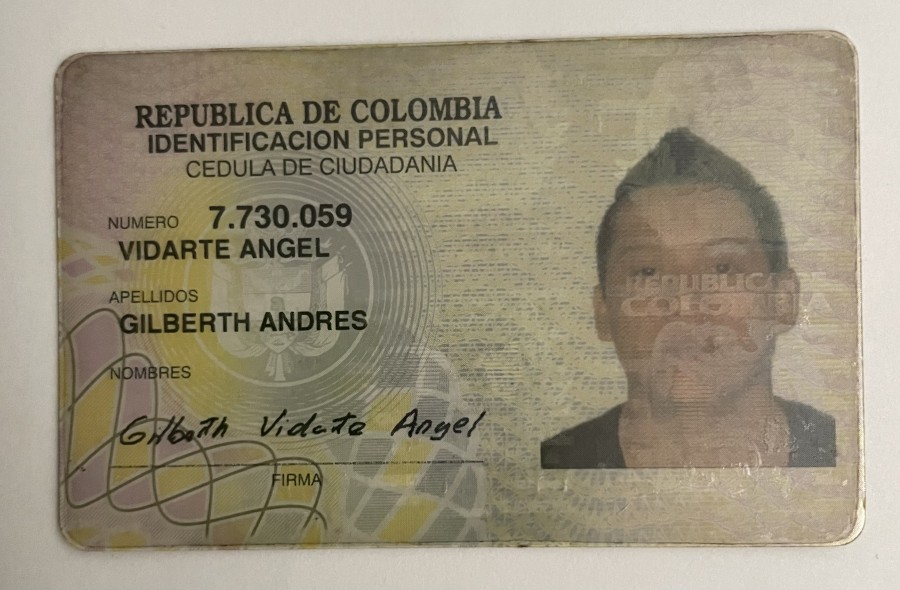 REPUBLICA DE COLOMBIA
IDENTIFICACION PERSONAL
CEDULA DE CIUDADANIA
NUMERO 7.730.059
VIDARTE ANGEL
APELLIDOS
GILBERTH ANDRES
NOMBRES
Gilberth Vidarte Angel
FIRMA
REPUBLICA DE
COLOMBIA